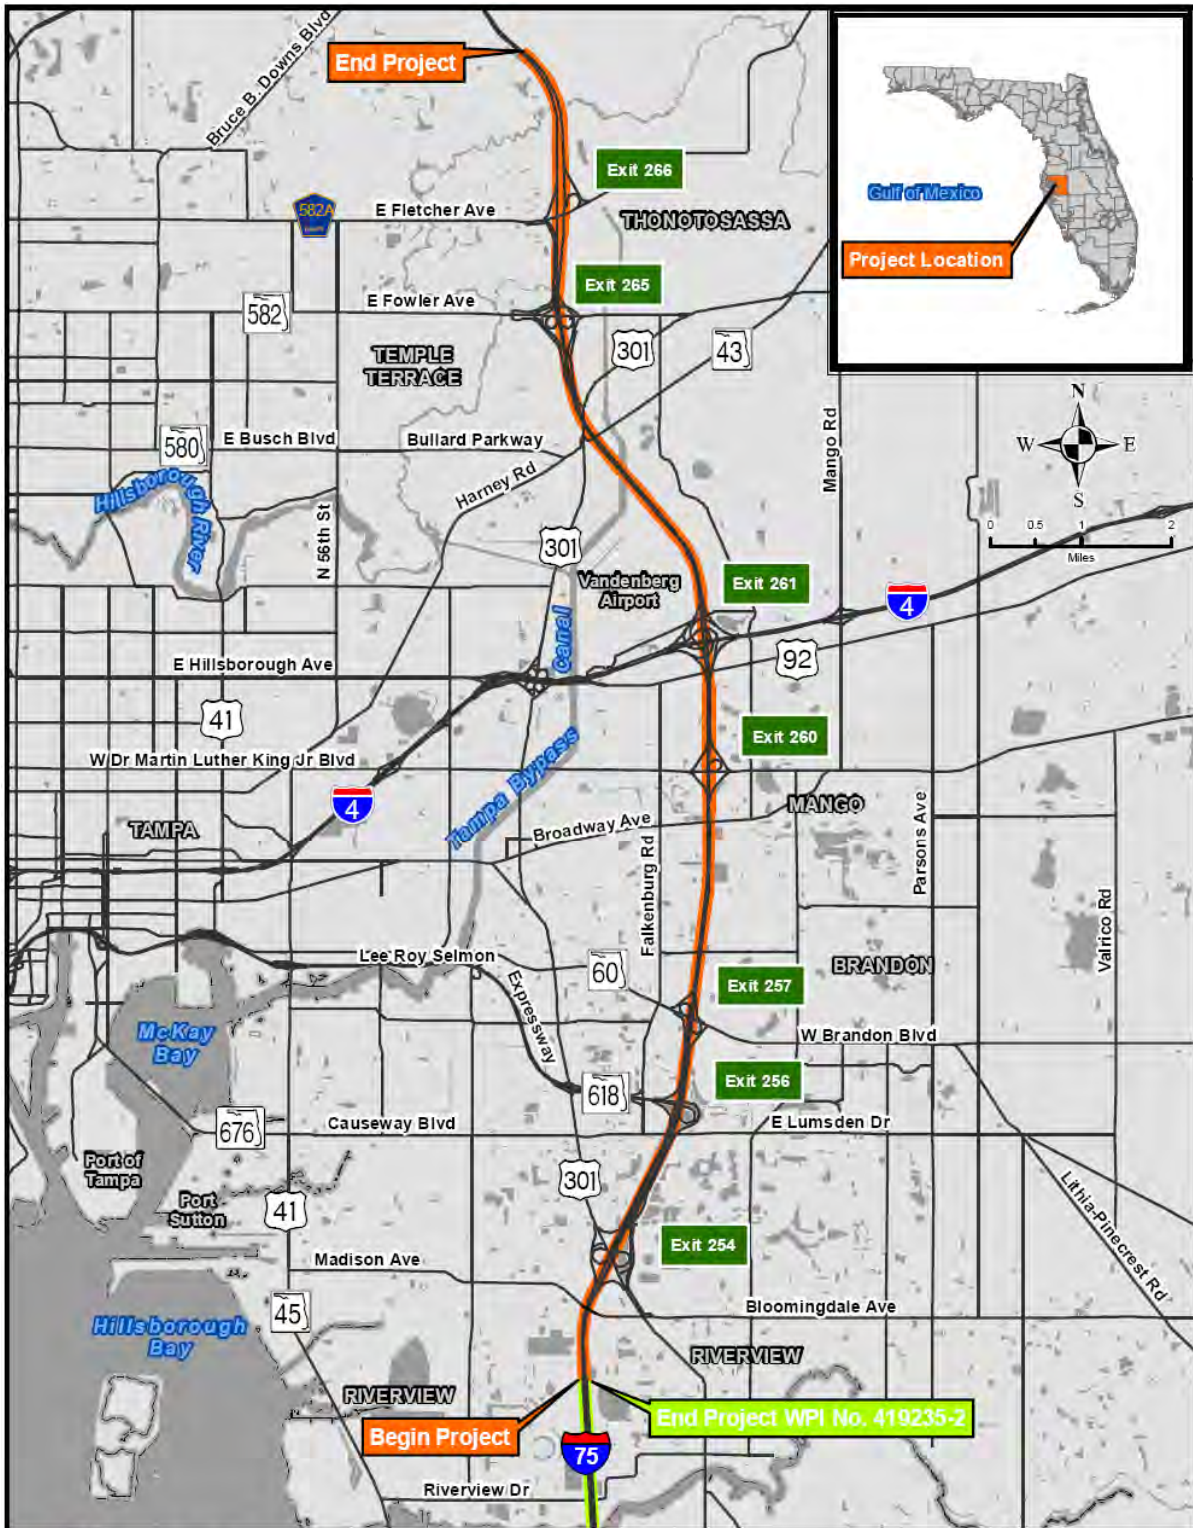 End Project
Bruce B. Downs Blvd
Exit 266
582A
E Fletcher Ave
THONOTOSASSA
Gulf of Mexico
Project Location
Exit 265
E Fowler Ave
582
301
43
TEMPLE
TERRACE
E Busch Blvd
580
Bullard Parkway
Harney Rd
Mango Rd
N
W
E
S
0
0.5
1
2
Miles
Hillsborough
River
N 56th St
301
Vandenberg
Airport
Exit 261
4
Canal
E Hillsborough Ave
92
41
Exit 260
W Dr Martin Luther King Jr Blvd
4
Tampa Bypass
MANGO
TAMPA
Broadway Ave
Falkenburg Rd
Parsons Ave
Valrico Rd
Lee Roy Selmon
Expressway
60
BRANDON
Exit 257
McKay
Bay
W Brandon Blvd
Exit 256
618
676
Causeway Blvd
E Lumsden Dr
Port of
Tampa
Port
Sutton
301
41
Lithia-Pinecrest Rd
Exit 254
Madison Ave
45
Bloomingdale Ave
Hillsborough
Bay
RIVERVIEW
RIVERVIEW
End Project WPI No. 419235-2
Begin Project
75
Riverview Dr